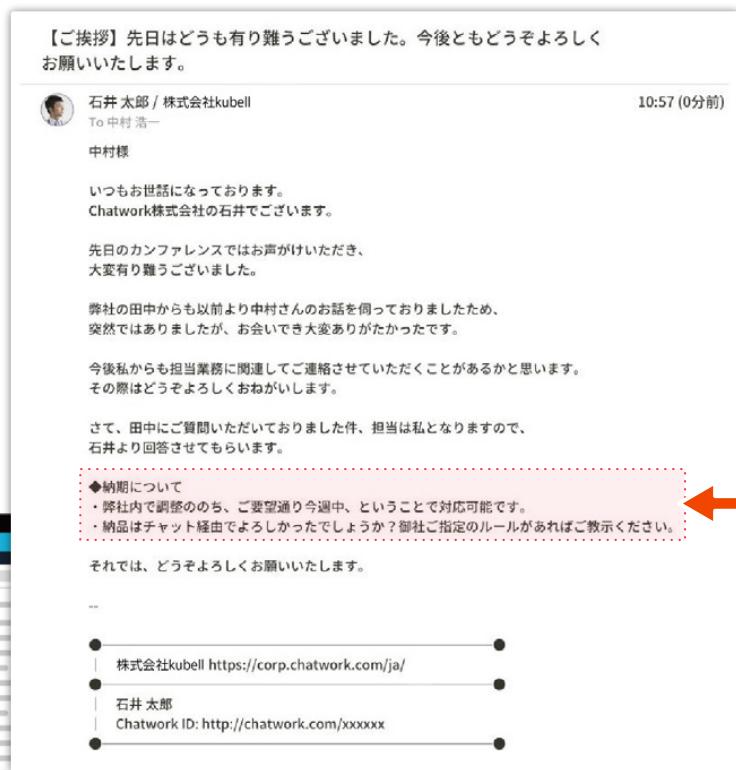 【ご挨拶】先日はどうも有り難うございました。今後ともどうぞよろしく
お願いいたします。
石井 太郎 / 株式会社kubell
10:57 (0分前)
To 中村 浩一
中村様
いつもお世話になっております。
Chatwork株式会社の石井でございます。
先日のカンファレンスではお声がけいただき、
大変有り難うございました。
弊社の田中からも以前より中村さんのお話を伺っておりましたため、
突然ではありましたが、お会いでき大変ありがたかったです。
今後私からも担当業務に関連してご連絡させていただくことがあるかと思います。
その際はどうぞよろしくおねがいします。
さて、田中にご質問いただいておりました件、担当は私となりますので、
石井より回答させてもらいます。
◆納期について
・弊社内で調整ののち、ご要望通り今週中、ということで対応可能です。
・納品はチャット経由でよろしかったでしょうか？御社ご指定のルールがあればご教示ください。
それでは、どうぞよろしくお願いいたします。
--
株式会社kubell https://corp.chatwork.com/ja/
石井 太郎
Chatwork ID: http://chatwork.com/xxxxxx